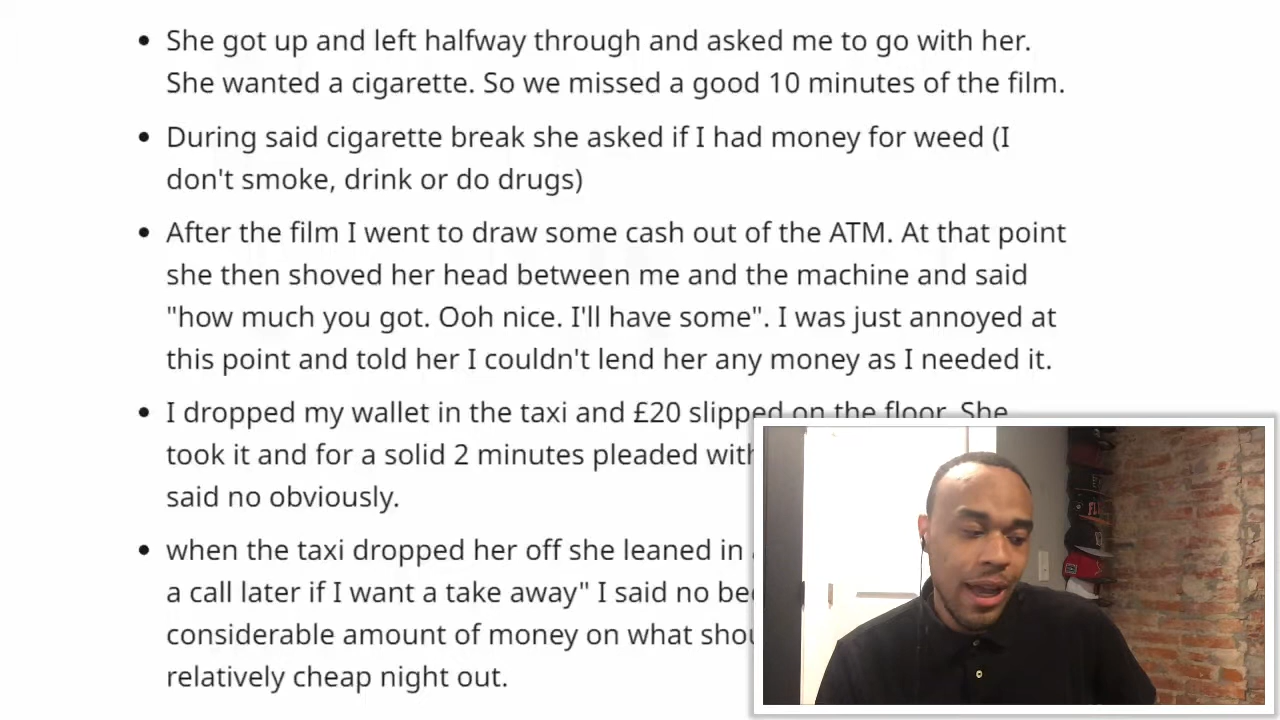 She got up and left halfway through and asked me to go with her.
She wanted a cigarette. So we missed a good 10 minutes of the film.
During said cigarette break she asked if I had money for weed (I
don't smoke, drink or do drugs)
After the film I went to draw some cash out of the ATM. At that point
she then shoved her head between me and the machine and said
"how much you got. Ooh nice. I'll have some". I was just annoyed at
this point and told her I couldn't lend her any money as I needed it.
I dropped my wallet in the taxi and £20 slipped on the floor. She
took it and for a solid 2 minutes pleaded with
said no obviously.
when the taxi dropped her off she leaned in
a call later if I want a take away" I said no
considerable amount of money on what
relatively cheap night out.